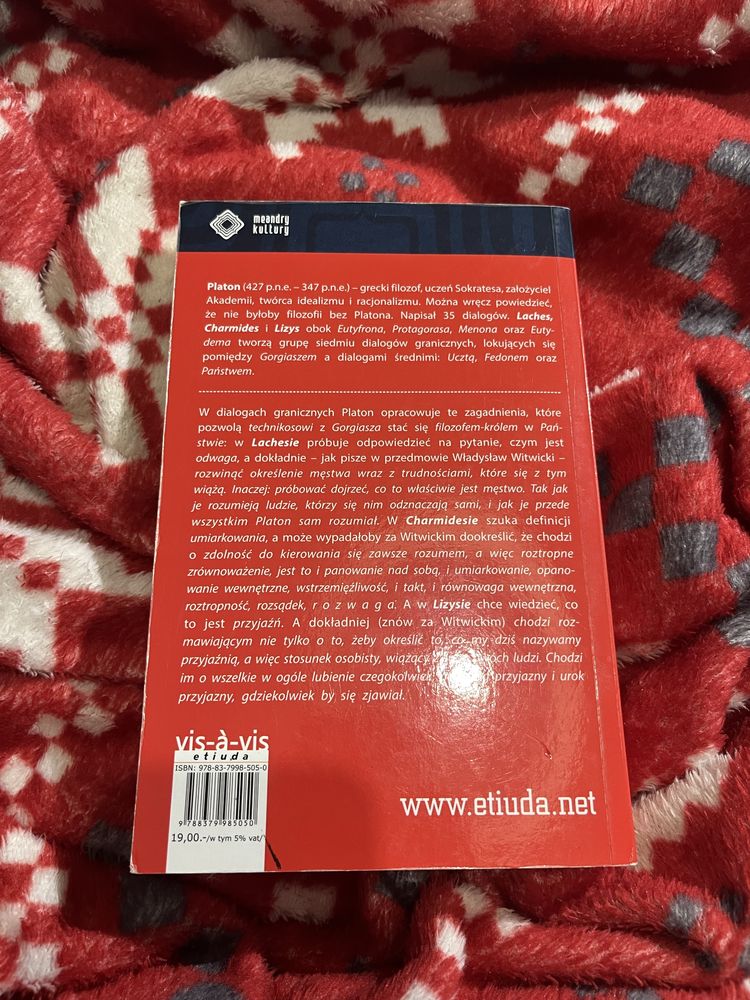 meandry
kultury
Platon (427 p.n.e. – 347 p.n.e.) – grecki filozof, uczeń Sokratesa, założyciel
Akademii, twórca idealizmu i racjonalizmu. Można wręcz powiedzieć,
że nie byłoby filozofii bez Platona. Napisał 35 dialogów. Laches,
Charmides i Lizys obok Eutyfrona, Protagorasa, Menona oraz Euty-
dema tworzą grupę siedmiu dialogów granicznych, lokujących się
pomiędzy Gorgiaszem a dialogami średnimi: Ucztą, Fedonem oraz
Państwem.
W dialogach granicznych Platon opracowuje te zagadnienia, które
pozwolą technikosowi z Gorgiasza stać się filozofem-królem w Pań-
stwie: w Lachesie próbuje odpowiedzieć na pytanie, czym jest
odwaga, a dokładnie – jak pisze w przedmowie Władysław Witwicki –
rozwinąć określenie męstwa wraz z trudnościami, które się z tym
wiążą. Inaczej: próbować dojrzeć, co to właściwie jest męstwo. Tak jak
je rozumieją ludzie, którzy się nim odznaczają sami, i jak je przede
wszystkim Platon sam rozumiał. W Charmidesie szuka definicji
umiarkowania, a może wypadałoby za Witwickim dookreślić, że chodzi
o zdolność do kierowania się zawsze rozumem, a więc roztropne
zrównoważenie, jest to i panowanie nad sobą, i umiarkowanie, opano-
wanie wewnętrzne, wstrzemięźliwość, i takt, i równowaga wewnętrzna,
roztropność, rozsądek, r o z w a g a. A w Lizysie chce wiedzieć, co
to jest przyjaźń. A dokładniej (znów za Witwickim) chodzi roz-
mawiającym nie tylko o to, żeby określić to, co my dziś nazywamy
przyjaźnią, a więc stosunek osobisty, wiążący ludzi. Chodzi
im o wszelkie w ogóle lubienie czegokolwiek przyjazny i urok
przyjazny, gdziekolwiek by się zjawiał.
vis-à-vis
etiuda
ISBN: 978-83-7998-505-0
9 788379 985050
19,00.-/w tym 5% vat/
www.etiuda.net